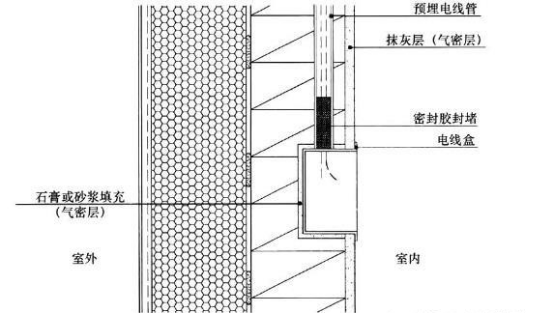 预埋电线管
抹灰层（气密层）
密封胶封堵
电线盒
石膏或砂浆填充
（气密层）
室外
室内